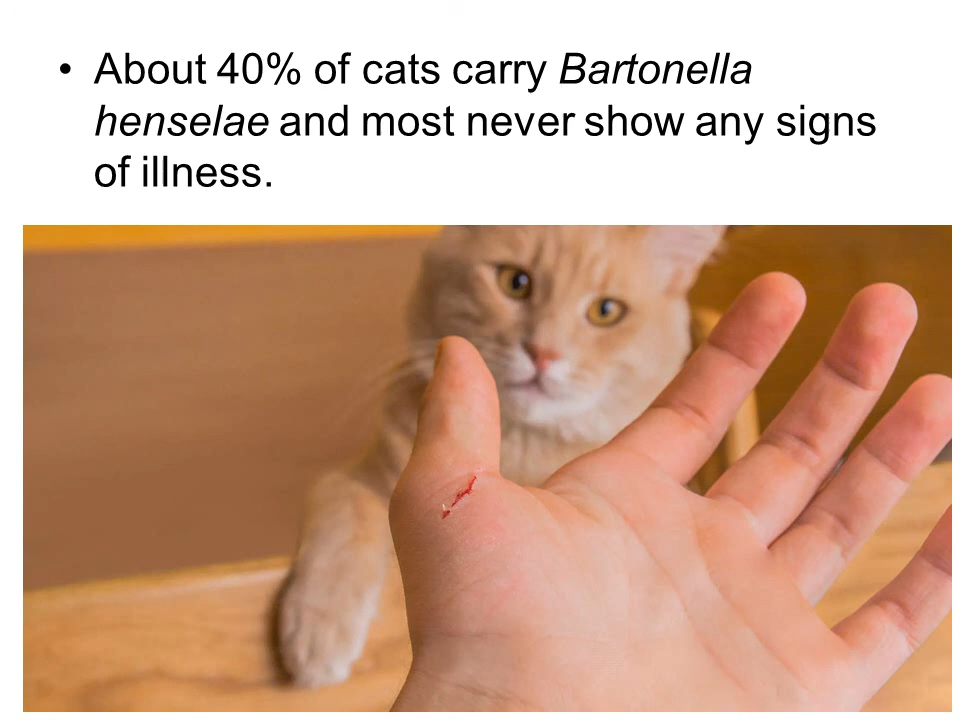 • About 40% of cats carry Bartonella
henselae and most never show any signs
of illness.